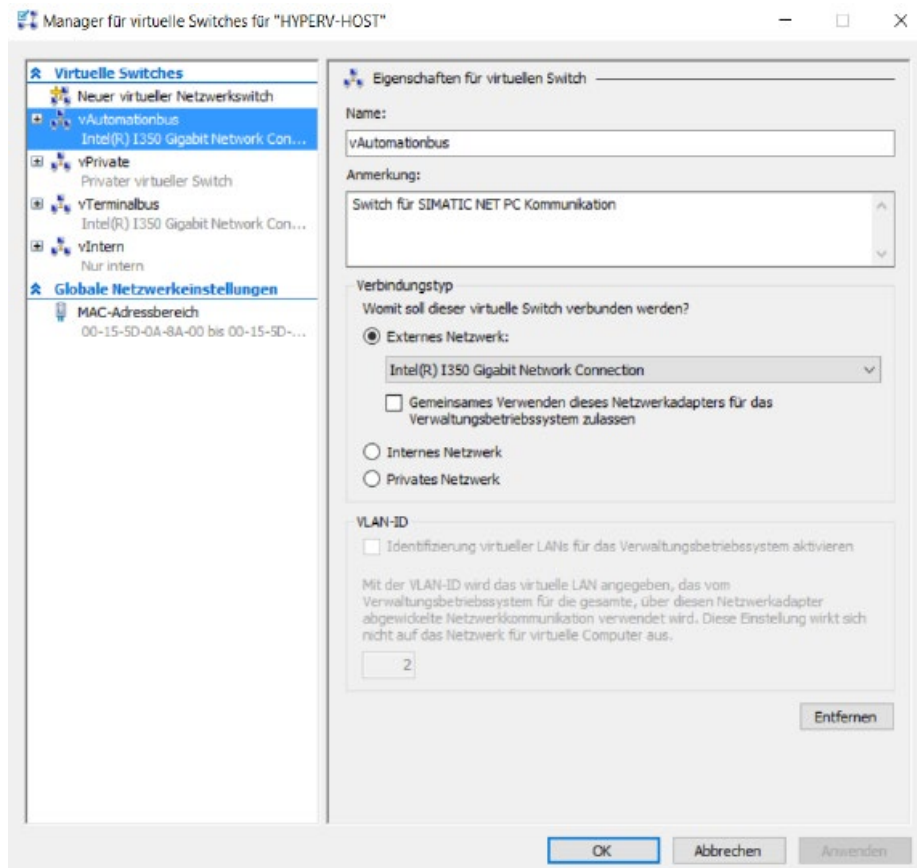 Manager für virtuelle Switches für "HYPERV-HOST"
Virtuelle Switches
Neuer virtueller Netzwerkswitch
vAutomationbus
Intel(R) I350 Gigabit Network Con...
vPrivate
Privater virtueller Switch
vTerminalbus
Intel(R) I350 Gigabit Network Con...
vIntern
Nur intern
Globale Netzwerkeinstellungen
MAC-Adressbereich
00-15-5D-0A-8A-00 bis 00-15-5D-...
Eigenschaften für virtuellen Switch
Name:
vAutomationbus
Anmerkung:
Switch für SIMATIC NET PC Kommunikation
Verbindungstyp
Womit soll dieser virtuelle Switch verbunden werden?
Externes Netzwerk:
Intel(R) I350 Gigabit Network Connection
Gemeinsames Verwenden dieses Netzwerkadapters für das
Verwaltungsbetriebssystem zulassen
Internes Netzwerk
Privates Netzwerk
VLAN-ID
Identifizierung virtueller LANs für das Verwaltungsbetriebssystem aktivieren
Mit der VLAN-ID wird das virtuelle LAN angegeben, das vom
Verwaltungsbetriebssystem für die gesamte, über diesen Netzwerkadapter
abgewickelte Netzwerkkommunikation verwendet wird. Diese Einstellung wirkt sich
nicht auf das Netzwerk für virtuelle Computer aus.
2
Entfernen
OK
Abbrechen
Anwenden